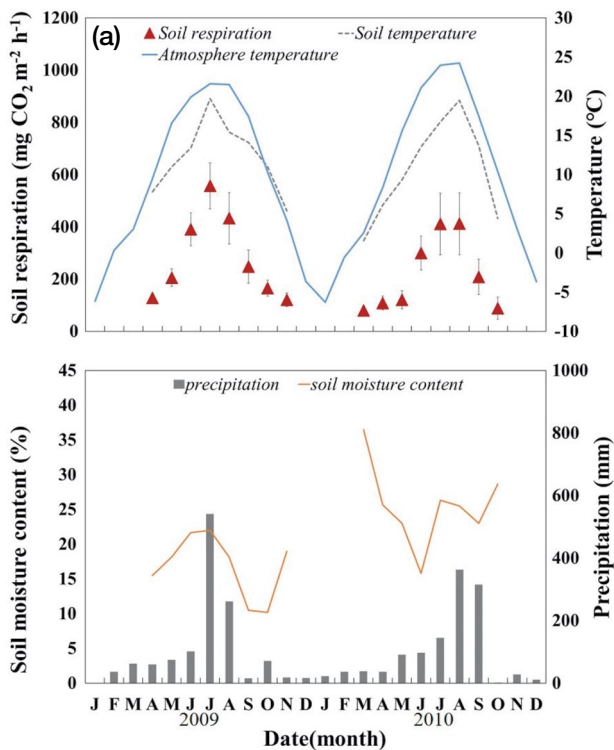 (a)
Soil respiration
Soil temperature
Atmosphere temperature
Soil respiration (mg CO2 m-2 h-1)
1200
1000
800
600
400
200
0
30
25
20
15
10
5
0
-5
-10
Temperature (°C)
precipitation
soil moisture content
Soil moisture content (%)
45
40
35
30
25
20
15
10
5
0
1000
800
600
400
200
0
Precipitation (mm)
J F M A M J J A S O N D J F M A M J J A S O N D
2009 2010
Date(month)